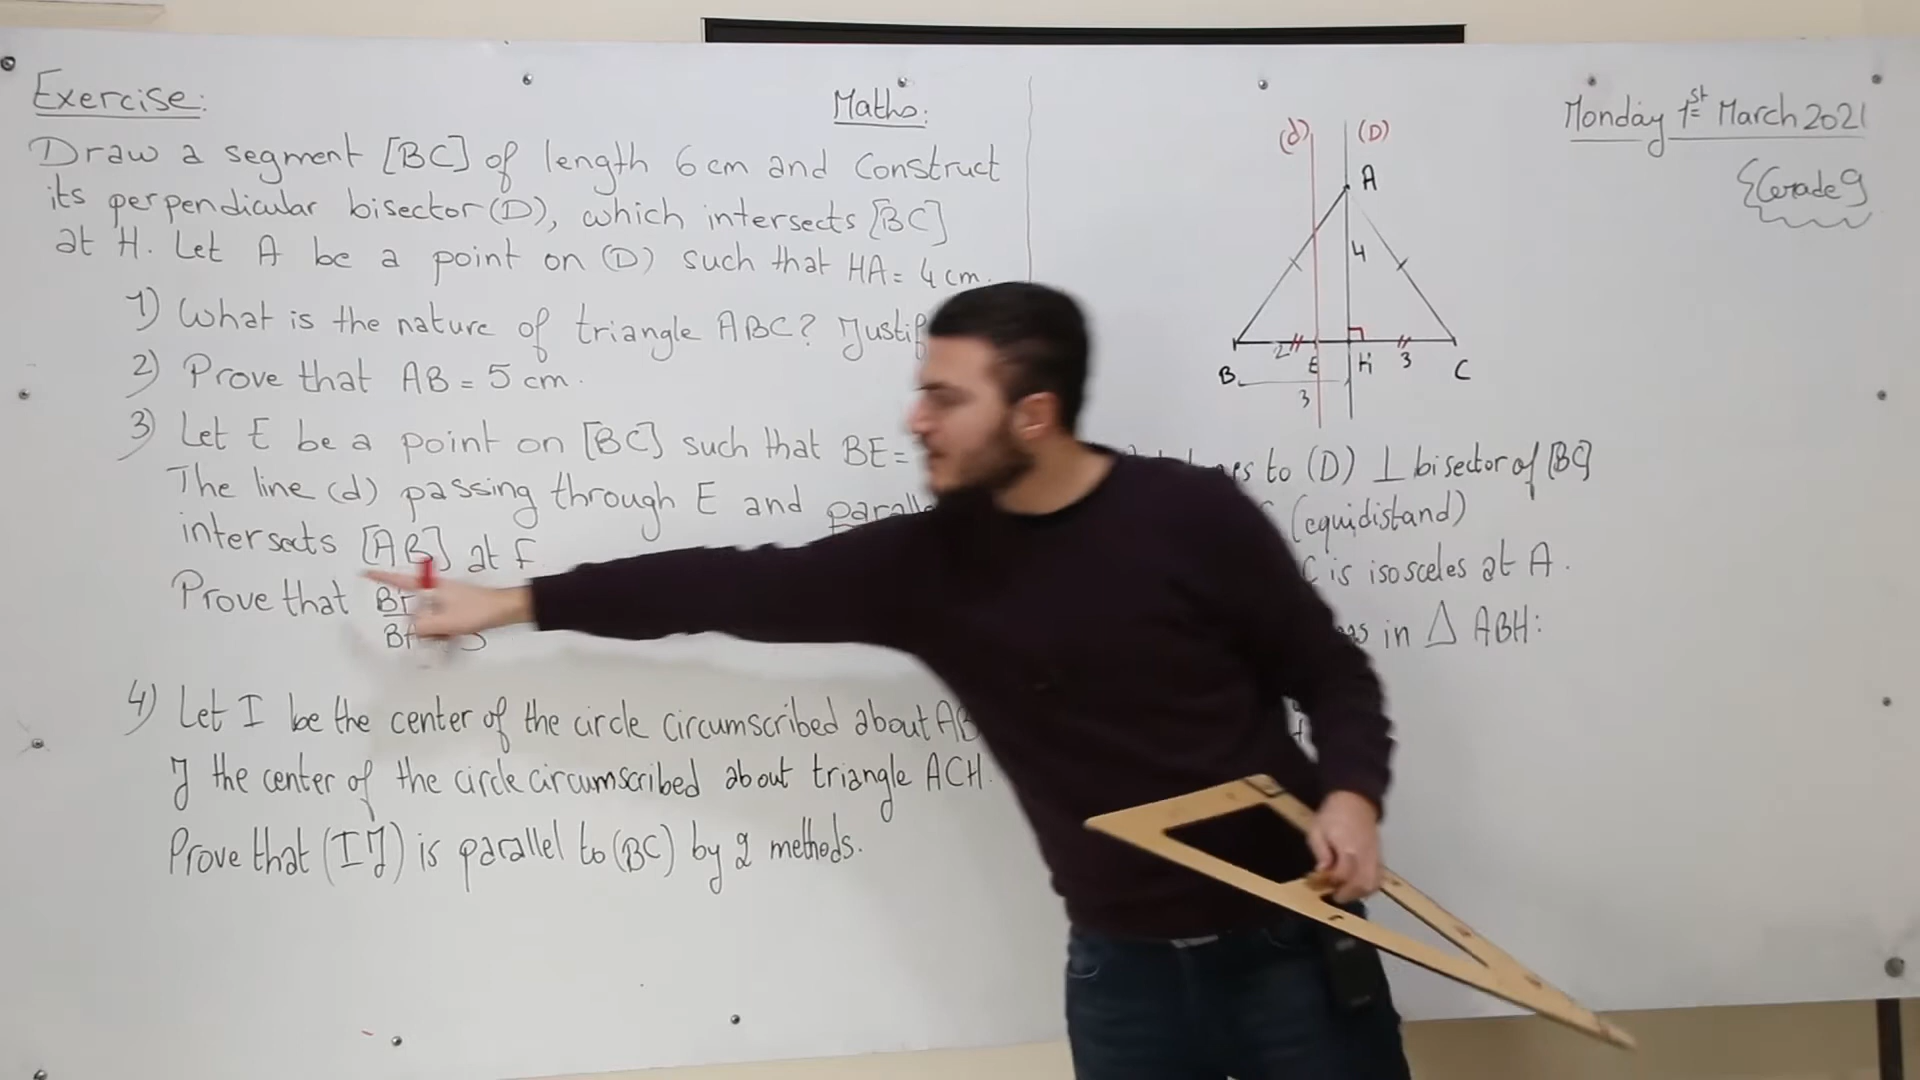 Exercise:
Maths:
Monday 1st March 2021
Grade 9
Draw a segment [BC] of length 6 cm and construct
its perpendicular bisector (D), which intersects [BC]
at H. Let A be a point on (D) such that HA = 4 cm.
1) What is the nature of triangle ABC?
2) Prove that AB = 5 cm.
3) Let E be a point on [BC] such that BE =
The line (d) passing through E and
intersects [AB] at F
Prove that
4) Let I be the center of the circle circumscribed about
J the center of the circle circumscribed about triangle ACH.
Prove that (IJ) is parallel to (BC) by 2 methods.
(d) (D)
A
4
2 E H 3 C
B
3
to (D) ⊥ bisector of [BC]
(equidistand)
is isosceles at A.
in △ ABH: